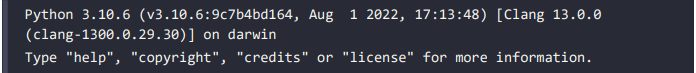 Python 3.10.6 (v3.10.6:9c7b4bd164, Aug  1 2022, 17:13:48) [Clang 13.0.0
(clang-1300.0.29.30)] on darwin
Type "help", "copyright", "credits" or "license" for more information.